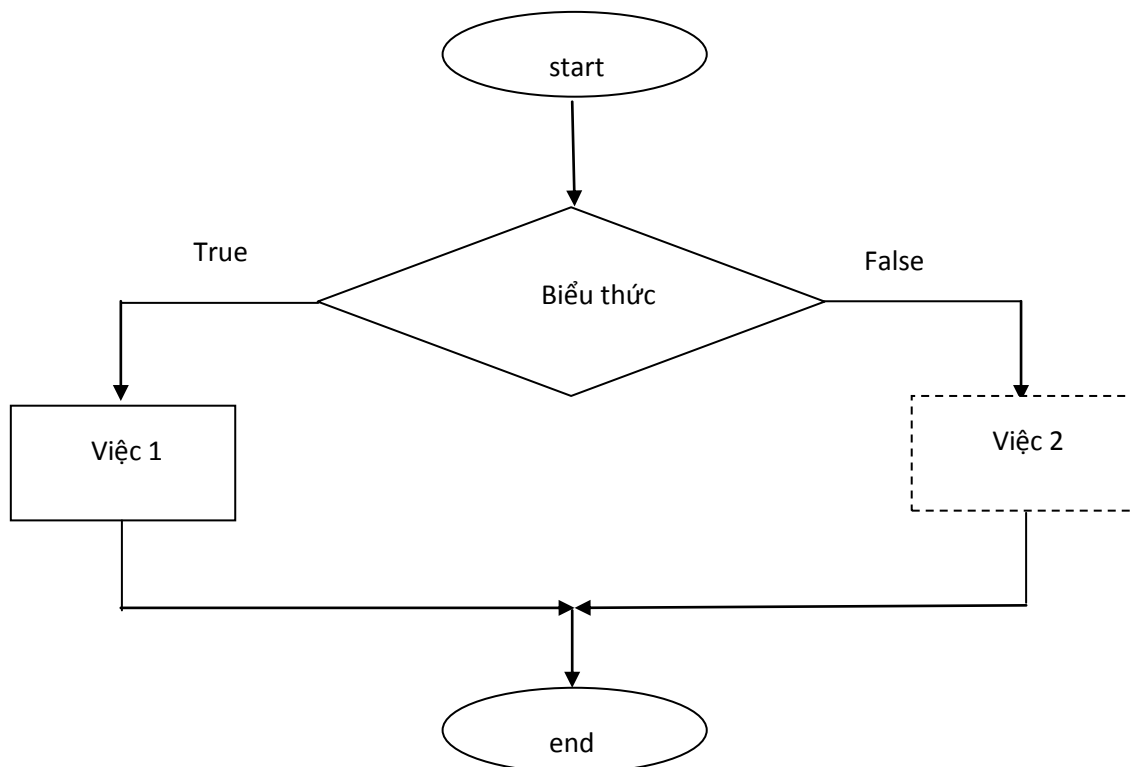 start
True
False
Biểu thức
Việc 1
Việc 2
end